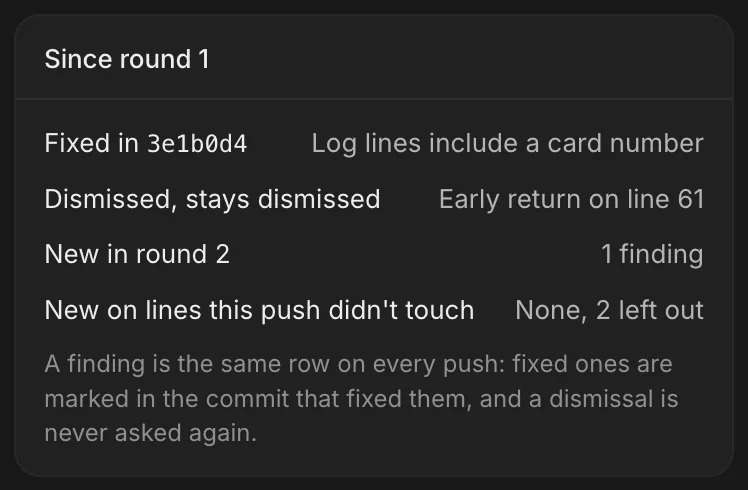 Since round 1
Fixed in 3e1b0d4 Log lines include a card number
Dismissed, stays dismissed Early return on line 61
New in round 2 1 finding
New on lines this push didn't touch None, 2 left out
A finding is the same row on every push: fixed ones are
marked in the commit that fixed them, and a dismissal is
never asked again.